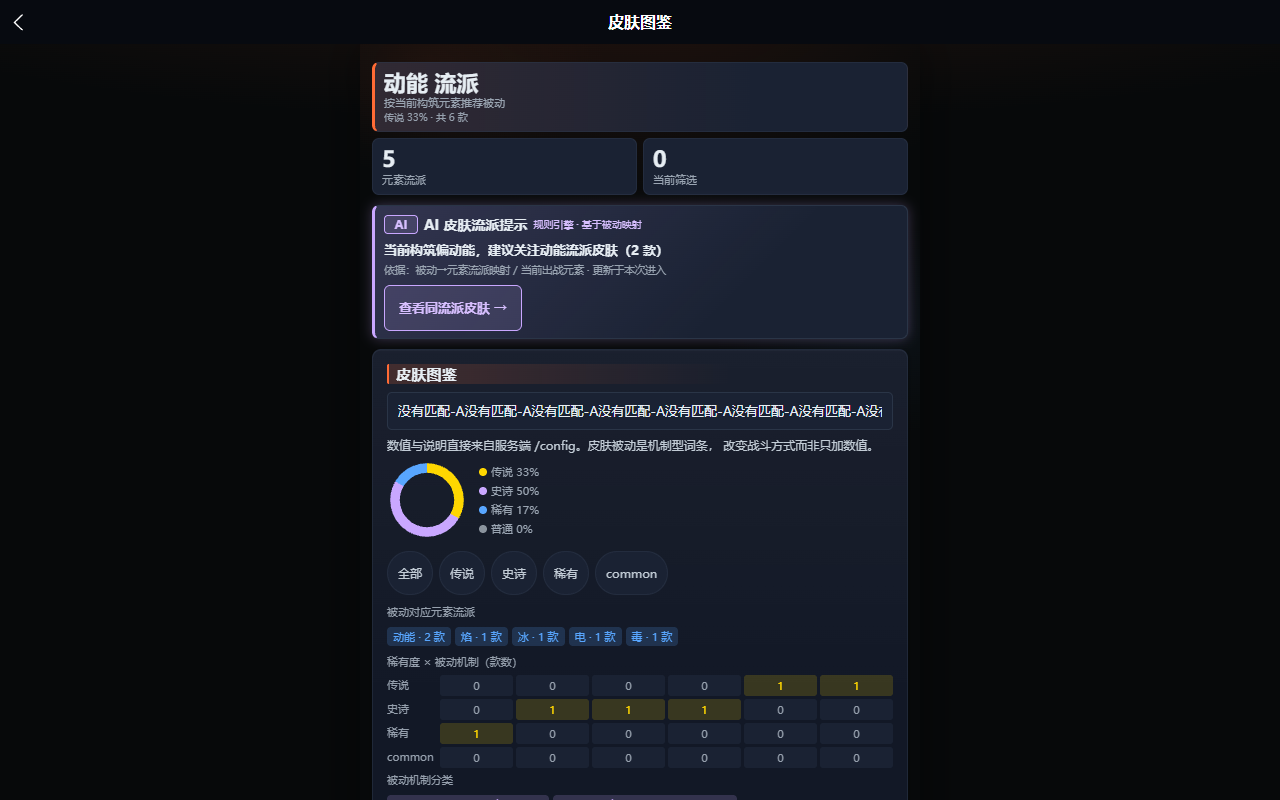 皮肤图鉴
动能 流派
按当前构筑元素推荐被动
传说 33% · 共 6 款
5
元素流派
0
当前筛选
AI AI 皮肤流派提示 规则引擎 · 基于被动映射
当前构筑偏动能，建议关注动能流派皮肤（2 款）
依据：被动→元素流派映射 / 当前出战元素 · 更新于本次进入
查看同流派皮肤 →
皮肤图鉴
没有匹配-A没有匹配-A没有匹配-A没有匹配-A没有匹配-A没有匹配-A没有匹配-A没
数值与说明直接来自服务端 /config。皮肤被动是机制型词条， 改变战斗方式而非只加数值。
传说 33%
史诗 50%
稀有 17%
普通 0%
全部 传说 史诗 稀有 common
被动对应元素流派
动能 · 2 款 焰 · 1 款 冰 · 1 款 电 · 1 款 毒 · 1 款
稀有度 × 被动机制（款数）
传说 0 0 0 0 1 1
史诗 0 1 1 1 0 0
稀有 1 0 0 0 0 0
common 0 0 0 0 0 0
被动机制分类